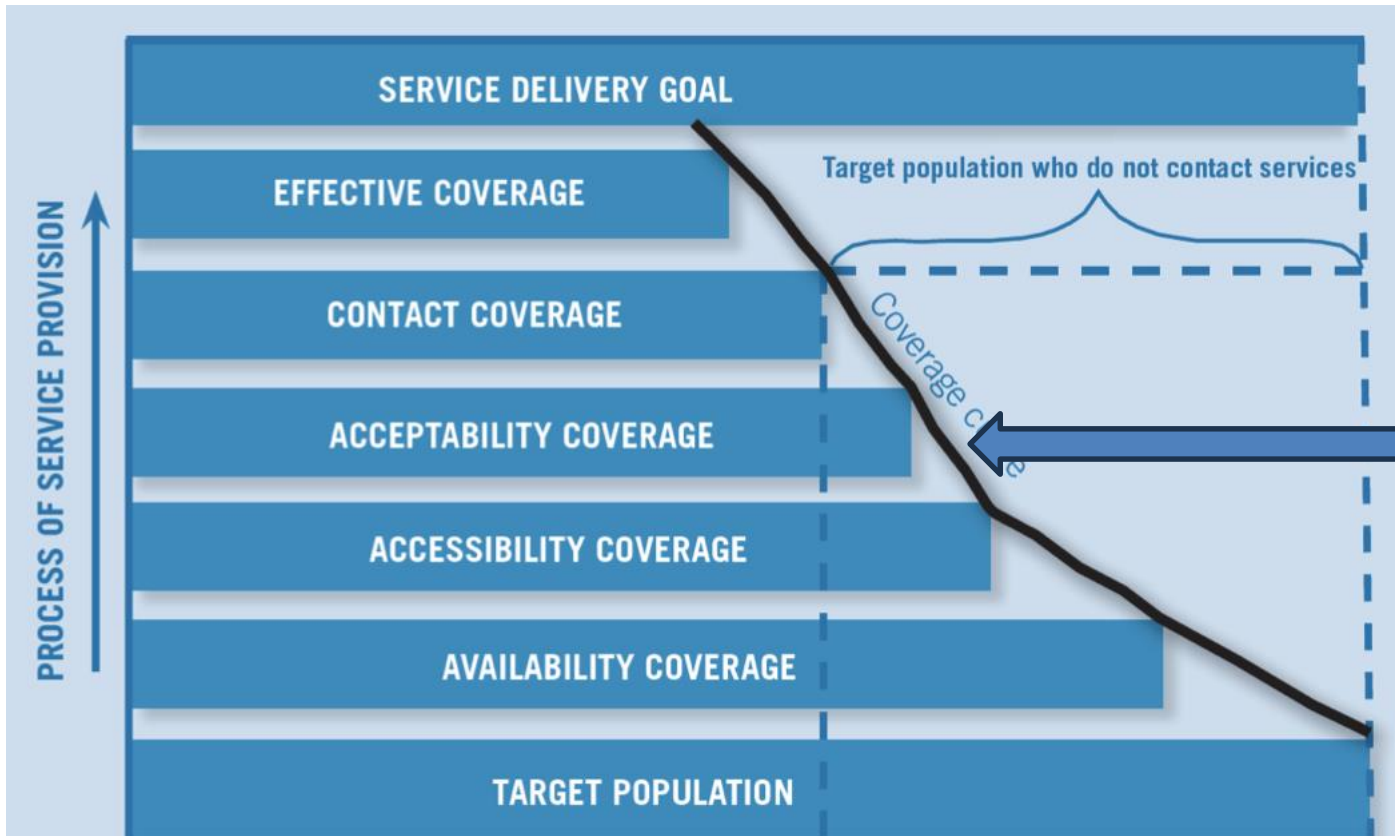 SERVICE DELIVERY GOAL
Target population who do not contact services
EFFECTIVE COVERAGE
CONTACT COVERAGE
Coverage c e
ACCEPTABILITY COVERAGE
ACCESSIBILITY COVERAGE
AVAILABILITY COVERAGE
TARGET POPULATION
PROCESS OF SERVICE PROVISION